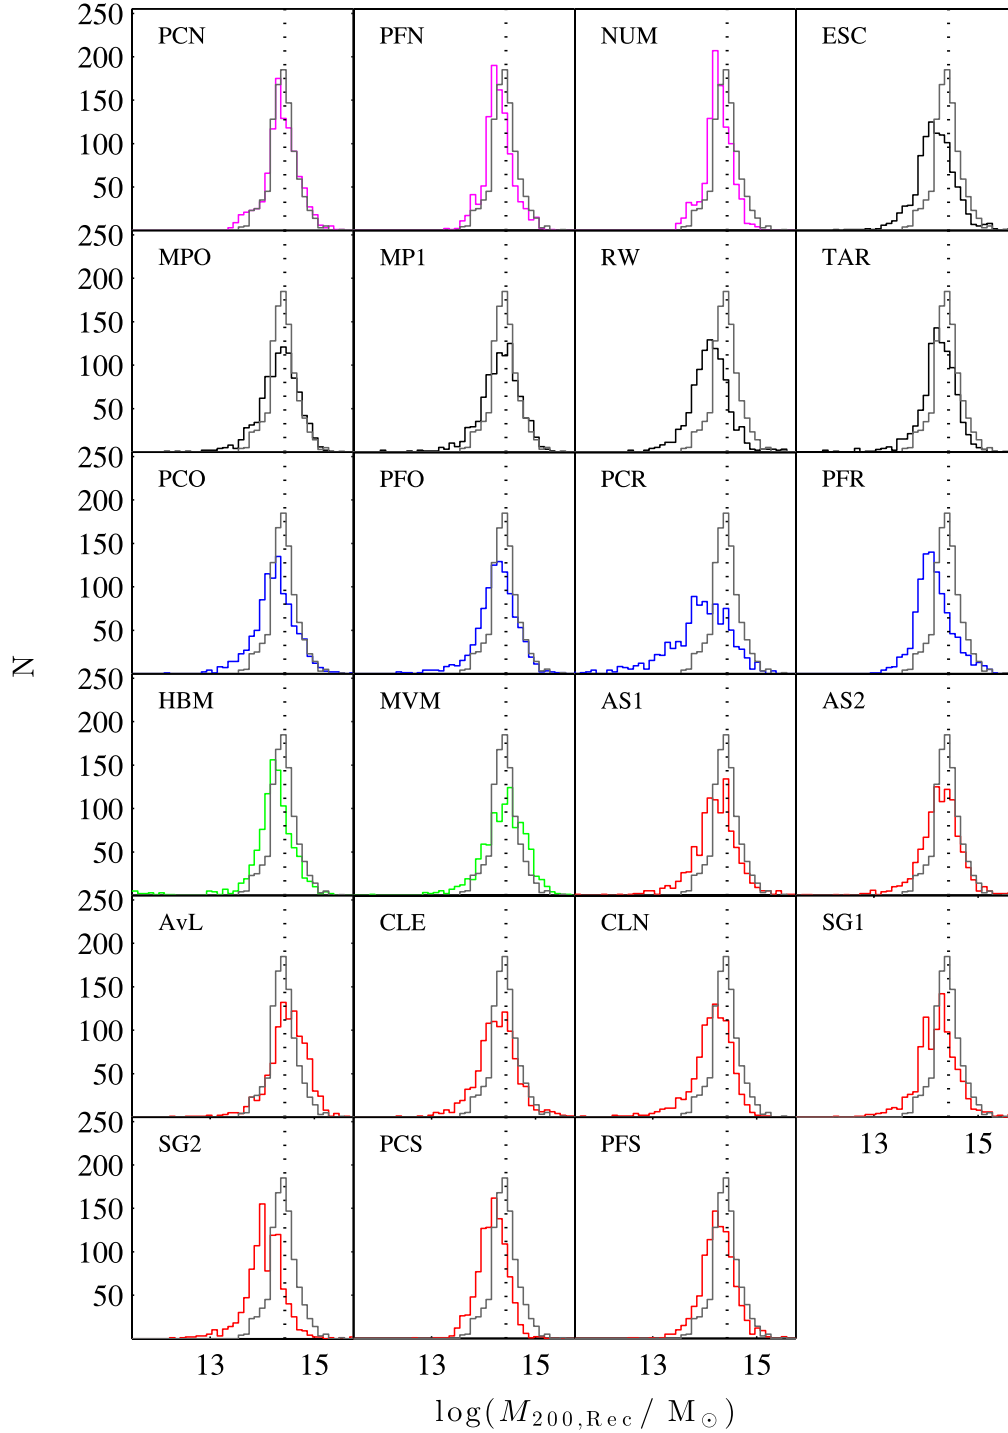 250
200
150
100
50
PCN
PFN
NUM
ESC
250
200
150
100
50
MPO
MP1
RW
TAR
250
200
150
100
50
PCO
PFO
PCR
PFR
250
200
150
100
50
HBM
MVM
AS1
AS2
250
200
150
100
50
AvL
CLE
CLN
SG1
250
200
150
100
50
SG2
PCS
PFS
13 15
13 15
13 15
13 15
N
log(M200,Rec / M⊙)